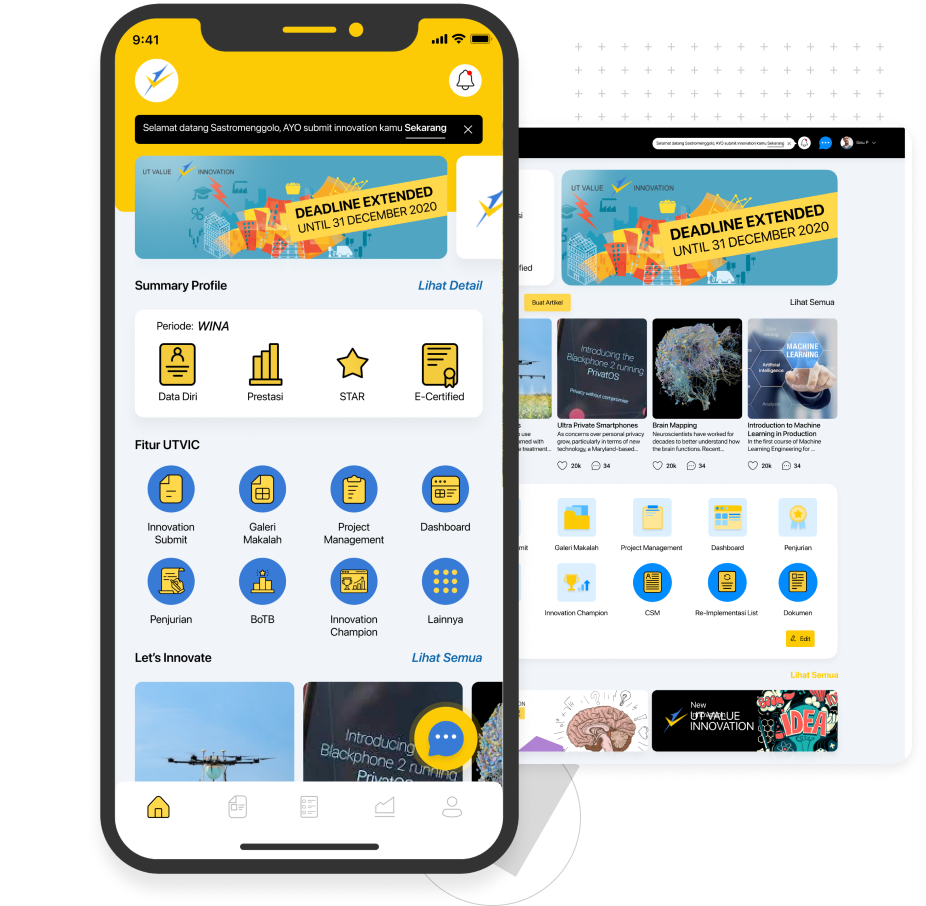 9:41
Selamat datang Sastromenggolo, AYO submit innovation kamu Sekarang
UT VALUE INNOVATION
DEADLINE EXTENDED
UNTIL 31 DECEMBER 2020
Summary Profile
Lihat Detail
Periode: WINA
Data Diri
Prestasi
STAR
E-Certified
Fitur UTVIC
Innovation
Submit
Galeri
Makalah
Project
Management
Dashboard
Penjurian
BoTB
Innovation
Champion
Lainnya
Let's Innovate
Lihat Semua
Introducing
Blackphone 2 running
PrivatOS
Selamat datang Sastromenggolo, AYO submit innovation kamu Sekarang
UT VALUE INNOVATION
DEADLINE EXTENDED
UNTIL 31 DECEMBER 2020
si
ified
Buat Artikel
Lihat Semua
Introducing the
Blackphone 2 running
PrivatOS
Privacy without compromise
MACHINE
LEARNING
Artificial
intelligence
s
o use
med with
treatment...
Ultra Private Smartphones
As concerns over personal privacy
grow, particularly in terms of new
technology, a Maryland-based...
20k
34
Brain Mapping
Neuroscientists have worked for
decades to better understand how
the brain functions. Recent...
20k
34
Introduction to Machine
Learning in Production
In the first course of Machine
Learning Engineering for ...
20k
34
mit
Galeri Makalah
Project Management
Dashboard
Penjurian
Innovation Champion
CSM
Re-Implementasi List
Dokumen
Edit
Lihat Semua
ON
New
UT VALUE
INNOVATION
IDEA